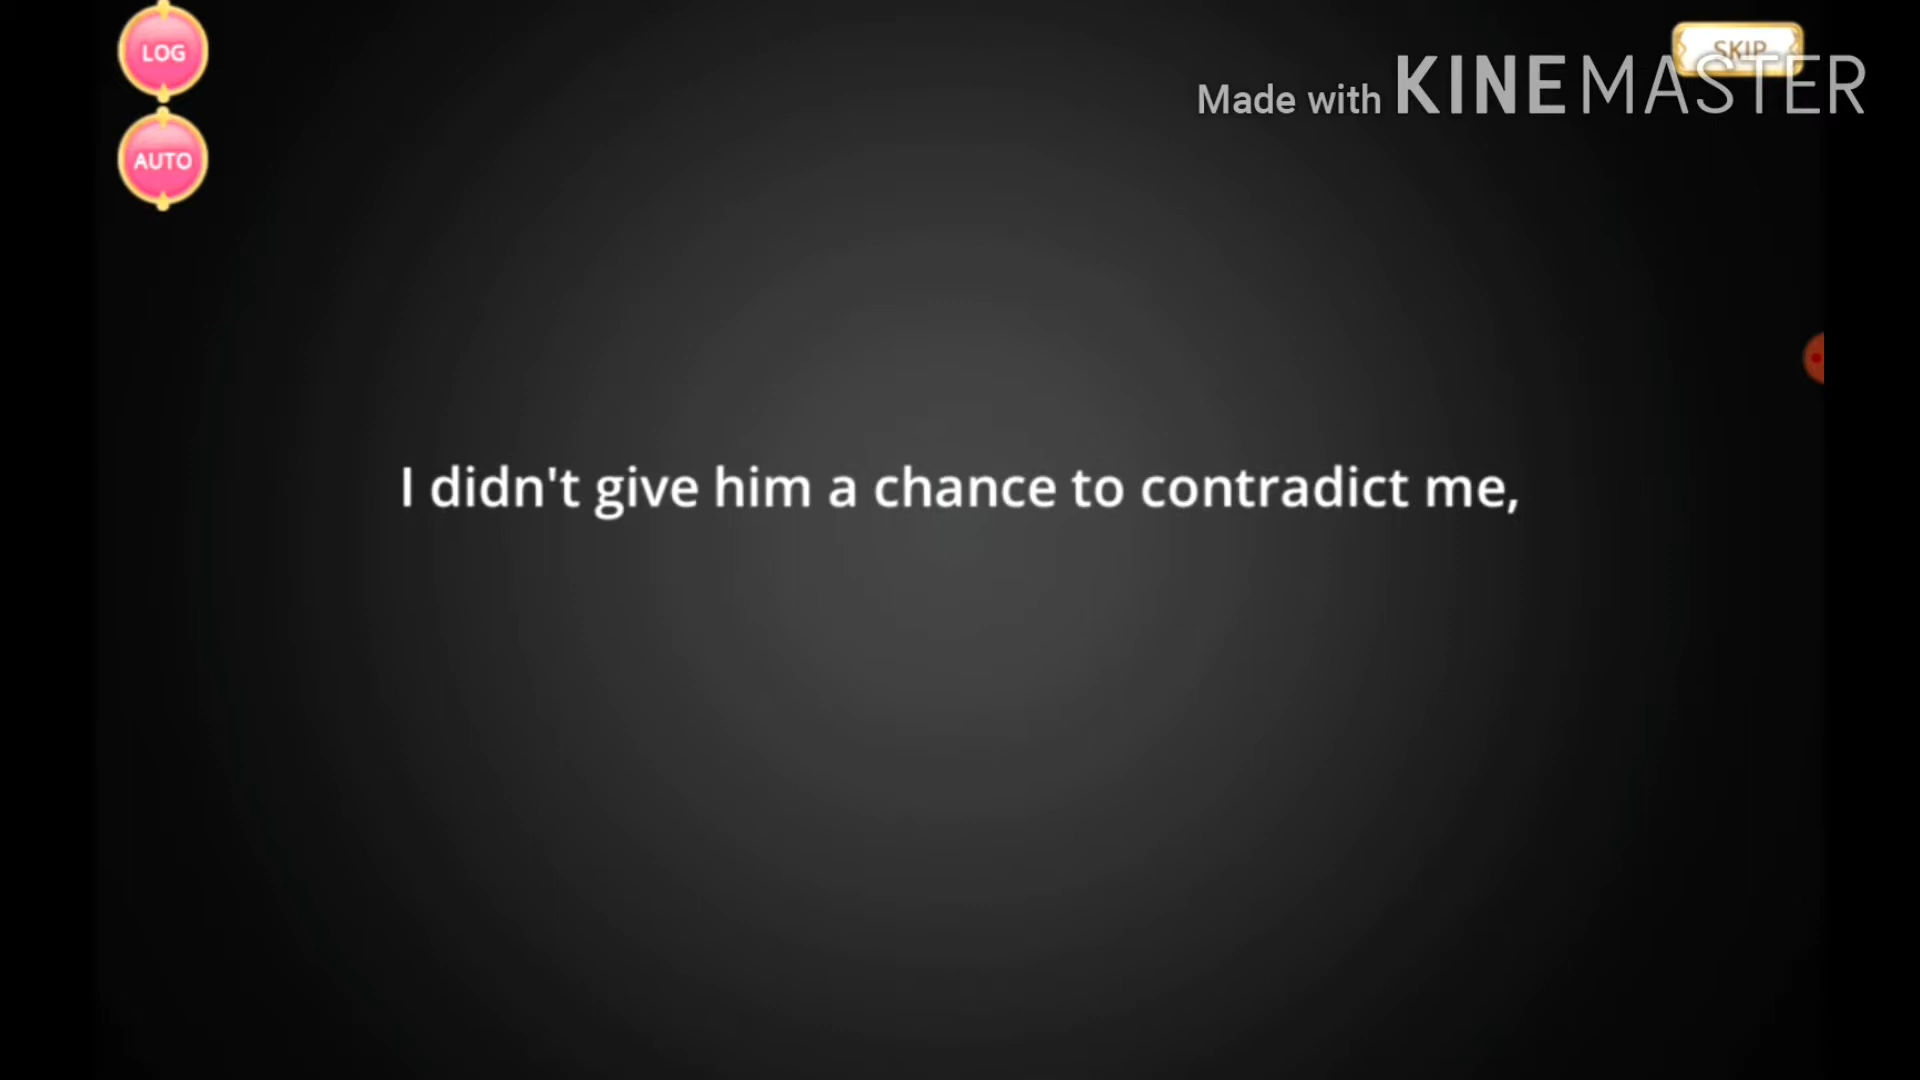 LOG
SKIP
Made with KINEMASTER
AUTO
I didn't give him a chance to contradict me,